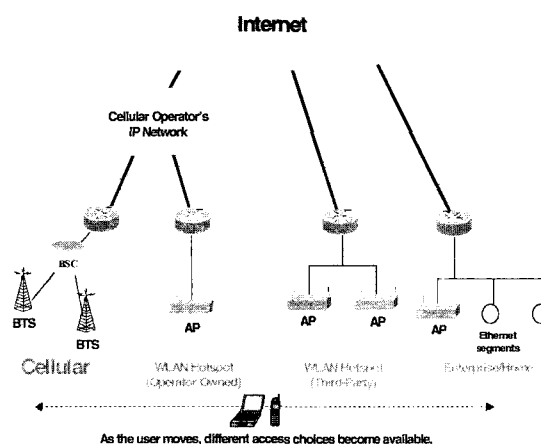 Internet
Cellular Operator's
IP Network
BSC
BTS
BTS
AP
AP
AP
AP
Ethernet
segments
Cellular
WLAN Hotspot
(Operator Owned)
WLAN Hotspot
(Third-Party)
Enterprise/Home
As the user moves, different access choices become available.